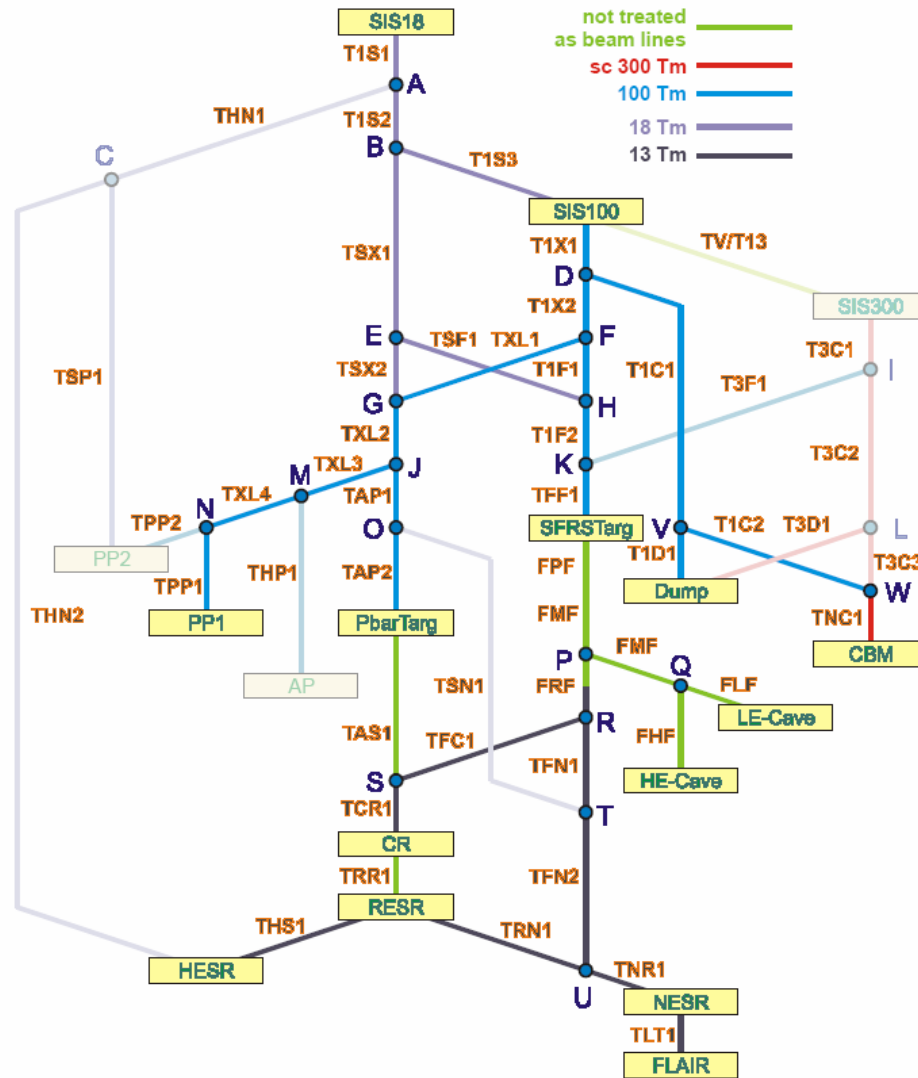 SIS18
not treated
as beam lines
sc 300 Tm
100 Tm
18 Tm
13 Tm
T1S1
A
THN1
T1S2
B
C
T1S3
SIS100
TV/T13
T1X1
TSX1
D
T1X2
SIS300
E
TSF1
TXL1
F
T3C1
TSP1
TSX2
T1F1
T1C1
T3F1
I
G
H
TXL2
T1F2
T3C2
M
TXL3
J
K
N
TXL4
TAP1
TFF1
TPP2
O
SFRSTarg
V
T1C2
T3D1
L
PP2
T1D1
T3C3
THP1
FPF
TPP1
TAP2
Dump
W
THN2
PP1
PbarTarg
FMF
TNC1
P
FMF
Q
CBM
AP
TSN1
FRF
FLF
LE-Cave
TAS1
TFC1
R
FHF
S
TFN1
HE-Cave
TCR1
T
CR
TRR1
TFN2
RESR
THS1
TRN1
HESR
TNR1
U
NESR
TLT1
FLAIR